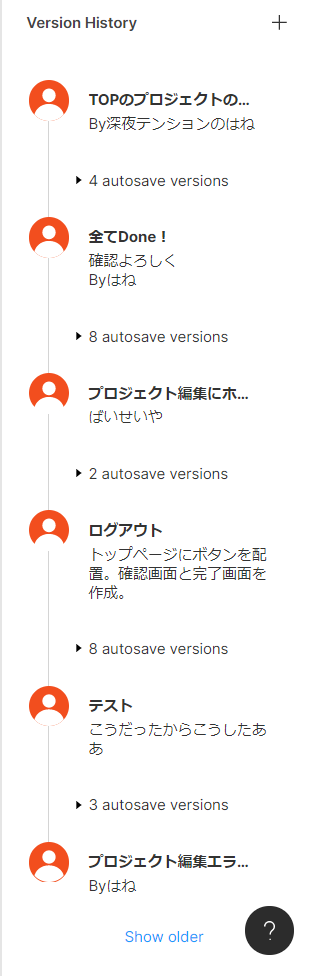 Version History
TOPのプロジェクトの...
By深夜テンションのはね
4 autosave versions
全てDone！
確認よろしく
Byはね
8 autosave versions
プロジェクト編集にホ...
ばいせいや
2 autosave versions
ログアウト
トップページにボタンを配
置。確認画面と完了画面を
作成。
8 autosave versions
テスト
こうだったからこうしたあ
あ
3 autosave versions
プロジェクト編集エラ...
Byはね
Show older
?